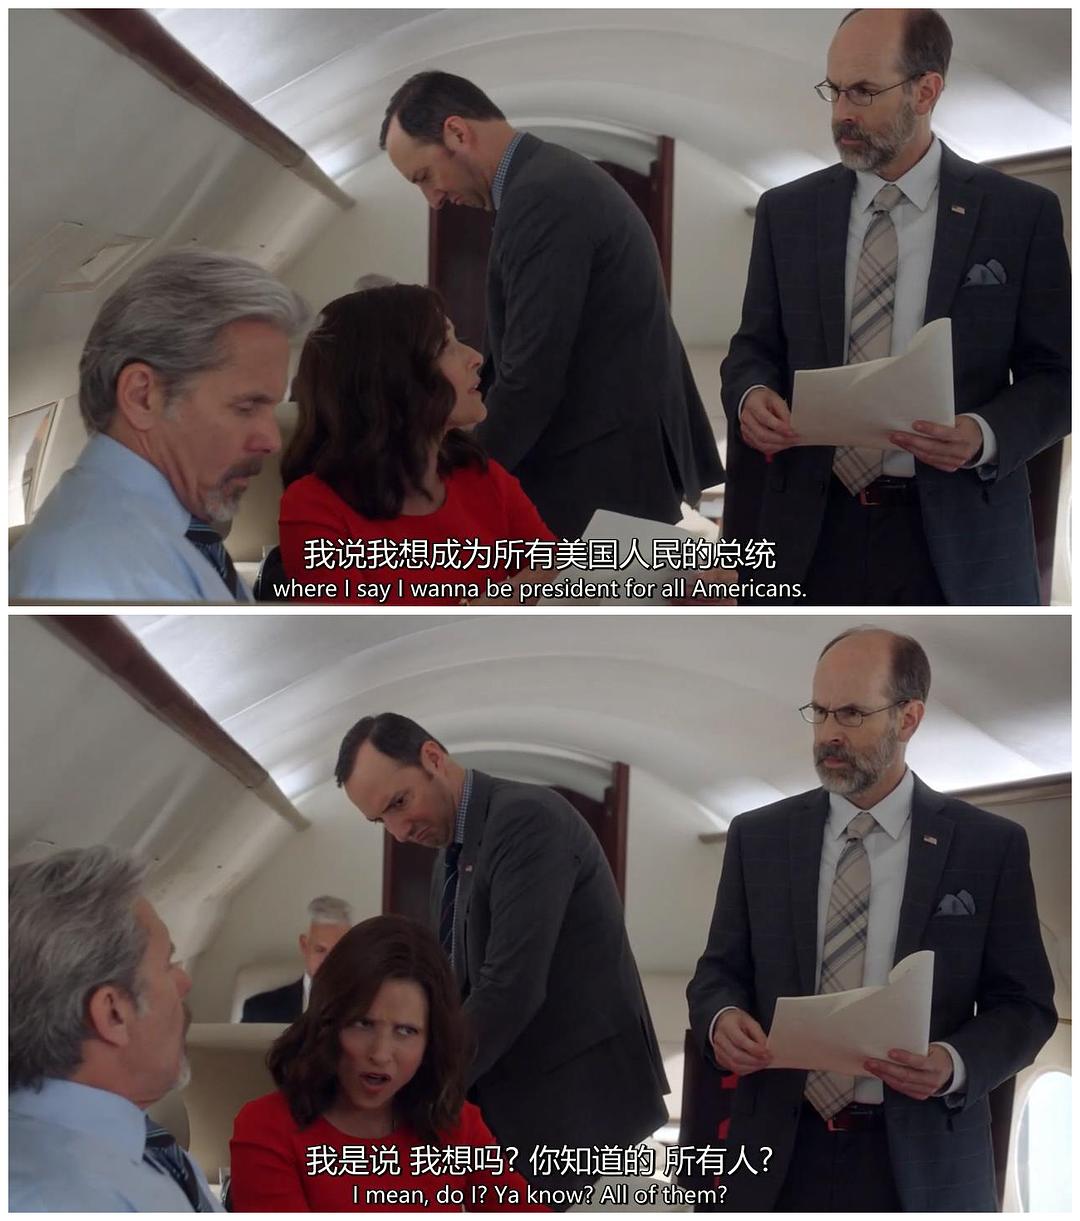 我说我想成为所有美国人民的总统
where I say I wanna be president for all Americans.
我是说 我想吗? 你知道的 所有人?
I mean, do I? Ya know? All of them?